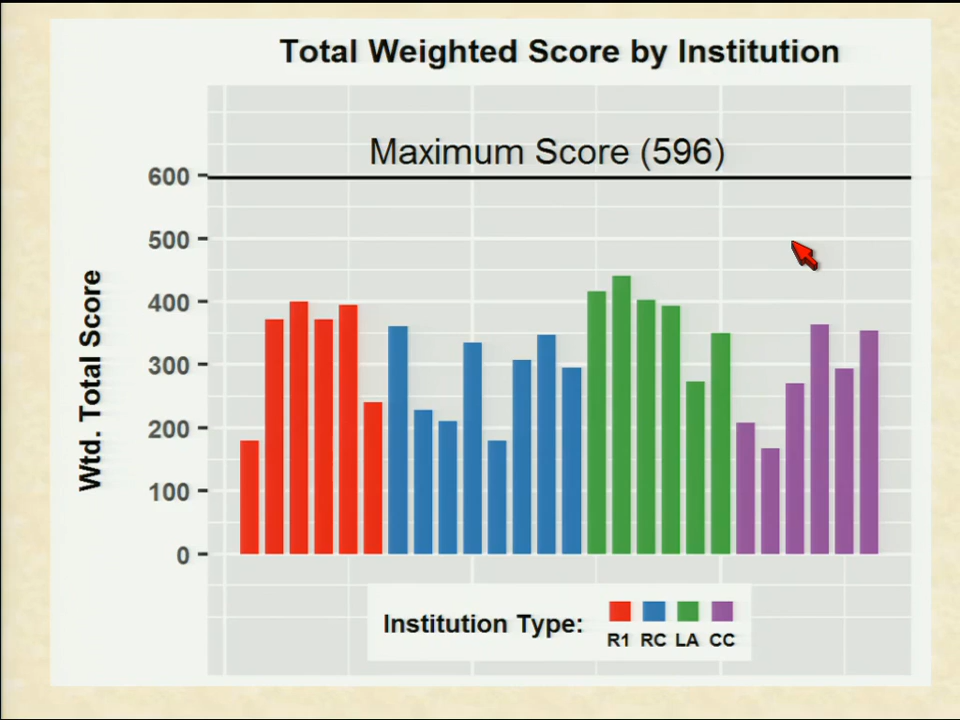 Total Weighted Score by Institution
Maximum Score (596)
600
500
400
300
200
100
0
Wtd. Total Score
Institution Type:
R1 RC LA CC